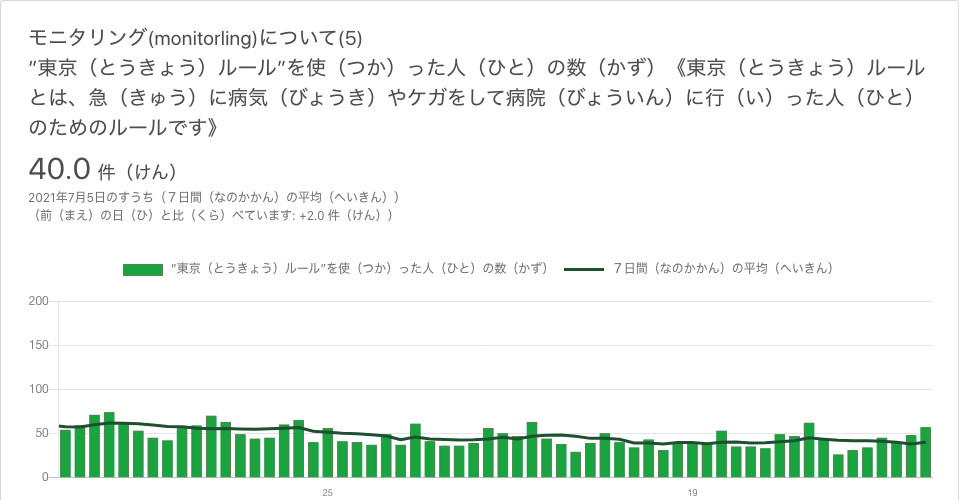 モニタリング(monitorling)について(5)
”東京（とうきょう）ルール”を使（つか）った人（ひと）の数（かず）《東京（とうきょう）ルール
とは、急（きゅう）に病気（びょうき）やケガをして病院（びょういん）に行（い）った人（ひと）
のためのルールです》
40.0 件（けん）
2021年7月5日のすうち（７日間（なのかかん）の平均（へいきん））
（前（まえ）の日（ひ）と比（くら）べています: +2.0 件（けん））
”東京（とうきょう）ルール”を使（つか）った人（ひと）の数（かず） ７日間（なのかかん）の平均（へいきん）
200
150
100
50
0
25 19